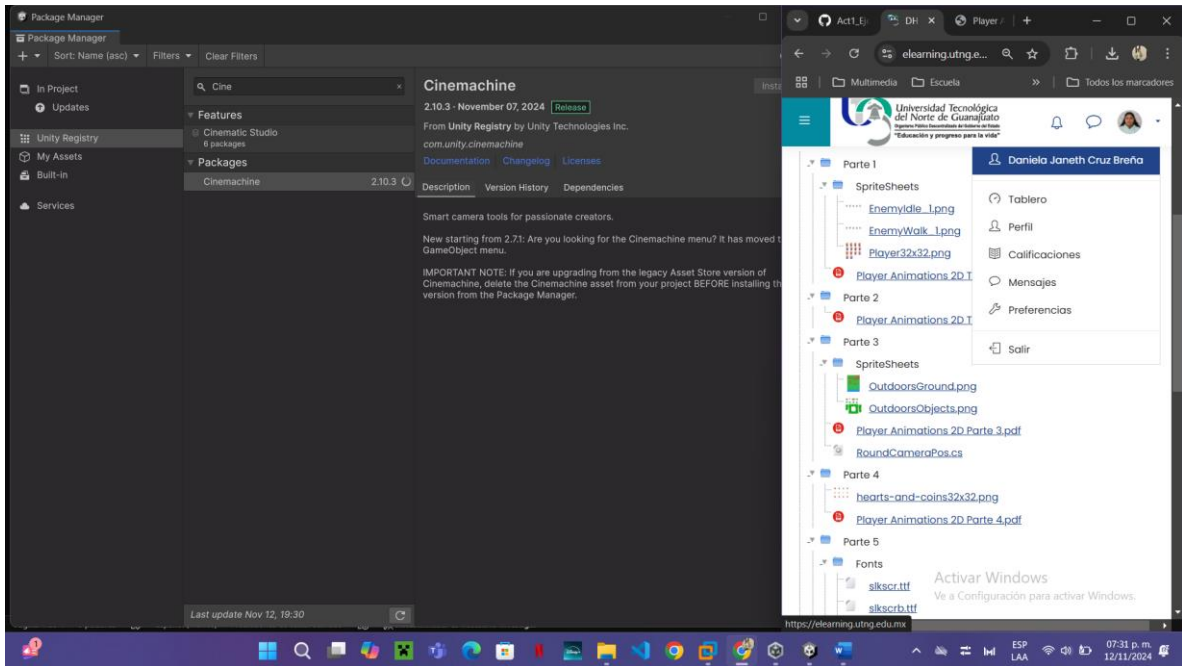 Package Manager
Package Manager
Sort: Name (asc)
Filters
Clear Filters
In Project
Updates
Unity Registry
My Assets
Built-in
Services
Cine
Features
Cinematic Studio
6 packages
Packages
Cinemachine 2.10.3
Last update Nov 12, 19:30
Cinemachine
Insta
2.10.3 · November 07, 2024 Release
From Unity Registry by Unity Technologies Inc.
com.unity.cinemachine
Documentation Changelog Licenses
Description Version History Dependencies
Smart camera tools for passionate creators.
New starting from 2.7.1: Are you looking for the Cinemachine menu? It has moved t
GameObject menu.
IMPORTANT NOTE: If you are upgrading from the legacy Asset Store version of
Cinemachine, delete the Cinemachine asset from your project BEFORE installing th
version from the Package Manager.
Act1_Ej
DH
Player
elearning.utng.e...
Multimedia
Escuela
Todos los marcadores
Universidad Tecnológica
del Norte de Guanajuato
"Educación y progreso para la vida"
Daniela Janeth Cruz Breña
Tablero
Perfil
Calificaciones
Mensajes
Preferencias
Salir
Parte 1
SpriteSheets
EnemyIdle_1.png
EnemyWalk_1.png
Player32x32.png
Player Animations 2D T
Parte 2
Player Animations 2D T
Parte 3
SpriteSheets
OutdoorsGround.png
OutdoorsObjects.png
Player Animations 2D Parte 3.pdf
RoundCameraPos.cs
Parte 4
hearts-and-coins32x32.png
Player Animations 2D Parte 4.pdf
Parte 5
Fonts
slkscr.ttf
slkscrb.ttf
Activar Windows
Ve a Configuración para activar Windows.
https://elearning.utng.edu.mx
ESP
LAA
07:31 p. m.
12/11/2024